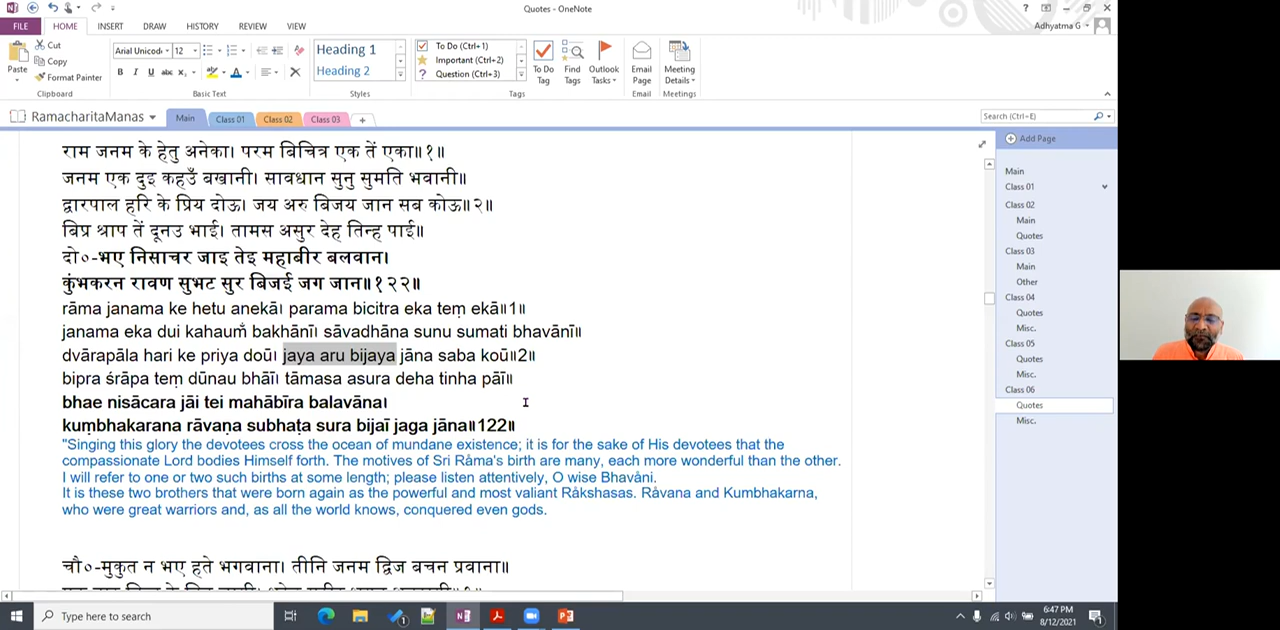 Quotes - OneNote
Adhyatma G
FILE HOME INSERT DRAW HISTORY REVIEW VIEW
Paste
Cut
Copy
Format Painter
Clipboard
Arial Unicod 12
B I U abc
Basic Text
Heading 1
Heading 2
Styles
To Do (Ctrl+1)
Important (Ctrl+2)
Question (Ctrl+3)
To Do Tag
Find Tags
Outlook Tasks
Tags
Email Page
Email
Meeting Details
Meetings
RamacharitaManas Main Class 01 Class 02 Class 03
Search (Ctrl+E)
राम जनम के हेतु अनेका। परम बिचित्र एक तें एका॥१॥
जनम एक दुइ कहउँ बखानी। सावधान सुनु सुमति भवानी॥
द्वारपाल हरि के प्रिय दोऊ। जय अरु बिजय जान सब कोऊ॥२॥
बिप्र श्राप तें दूनउ भाई। तामस असुर देह तिन्ह पाई॥
दो०-भए निसाचर जाइ तेइ महाबीर बलवान।
कुंभकरन रावण सुभट सुर बिजई जग जान॥१२२॥
rāma janama ke hetu anekā। parama bicitra eka teṃ ekā॥1॥
janama eka dui kahaum̐ bakhānī। sāvadhāna sunu sumati bhavānī॥
dvārapāla hari ke priya doū। jaya aru bijaya jāna saba koū॥2॥
bipra śrāpa teṃ dūnau bhāī। tāmasa asura deha tinha pāī॥
bhae nisācara jāi tei mahābīra balavāna।
kuṃbhakarana rāvaṇa subhaṭa sura bijaī jaga jāna॥122॥
"Singing this glory the devotees cross the ocean of mundane existence; it is for the sake of His devotees that the
compassionate Lord bodies Himself forth. The motives of Sri Råma's birth are many, each more wonderful than the other.
I will refer to one or two such births at some length; please listen attentively, O wise Bhavåni.
It is these two brothers that were born again as the powerful and most valiant Råkshasas. Råvana and Kumbhakarna,
who were great warriors and, as all the world knows, conquered even gods.
चौ०-मुकुत न भए हते भगवाना। तीनि जनम द्विज बचन प्रवाना॥
Add Page
Main
Class 01
Class 02
Main
Quotes
Class 03
Main
Other
Class 04
Quotes
Misc.
Class 05
Quotes
Misc.
Class 06
Quotes
Misc.
Type here to search
6:47 PM
8/12/2021